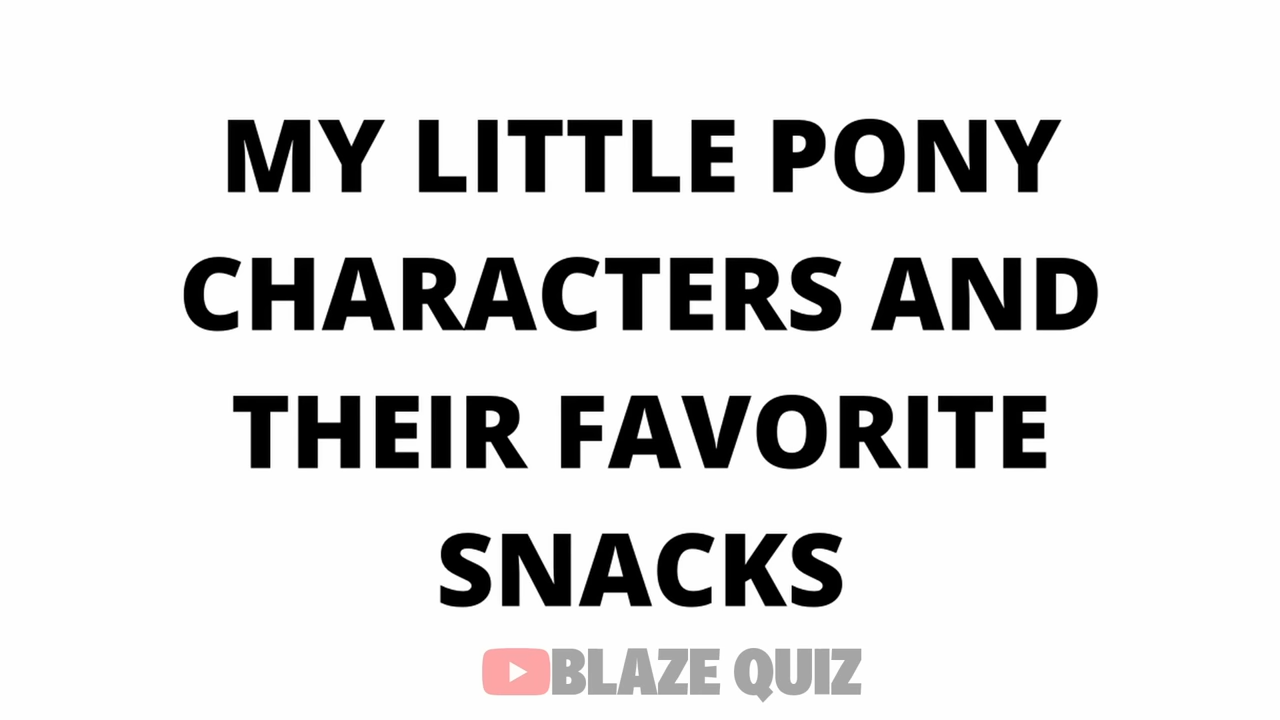 MY LITTLE PONY
CHARACTERS AND
THEIR FAVORITE
SNACKS
BLAZE QUIZ